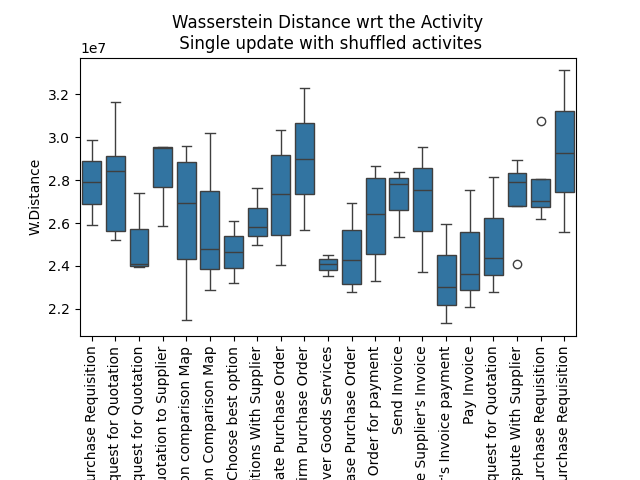 Wasserstein Distance wrt the Activity
Single update with shuffled activites
1e7
W.Distance
3.2
3.0
2.8
2.6
2.4
2.2
urchase Requisition
quest for Quotation
quest for Quotation
uotation to Supplier
on comparison Map
on Comparison Map
Choose best option
itions With Supplier
ate Purchase Order
irm Purchase Order
ver Goods Services
ase Purchase Order
Order for payment
Send Invoice
e Supplier's Invoice
r's Invoice payment
Pay Invoice
quest for Quotation
spute With Supplier
urchase Requisition
urchase Requisition